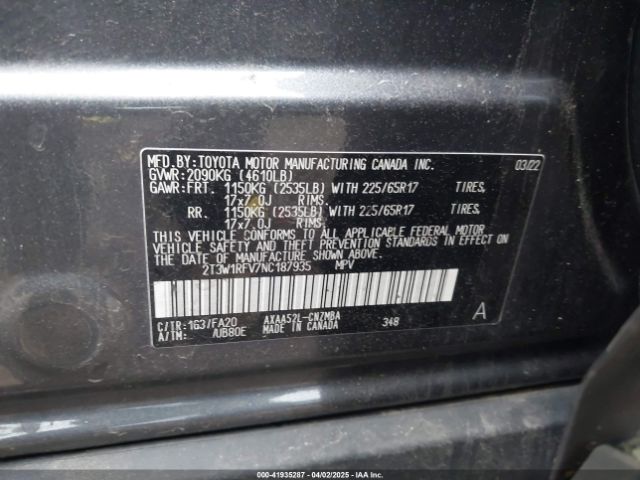 MFD.BY:TOYOTA MOTOR MANUFACTURING CANADA INC. 03/22
GVWR:2090KG (4610LB)
GAWR:FRT. 1150KG (2535LB) WITH 225/65R17 TIRES,
17x7.0J RIMS,
RR. 1150KG (2535LB) WITH 225/65R17 TIRES,
17x7.0J RIMS
THIS VEHICLE CONFORMS TO ALL APPLICABLE FEDERAL MOTOR
VEHICLE SAFETY AND THEFT PREVENTION STANDARDS IN EFFECT
ON THE DATE OF MANUFACTURE SHOWN ABOVE.
2T3W1RFV7NC187935 MPV
C/TR:1G3/FA20 AXAA52L-CNZMBA 348 A
A/TM: /UB80E MADE IN CANADA
000-41935287 - 04/02/2025 - IAAI.COM